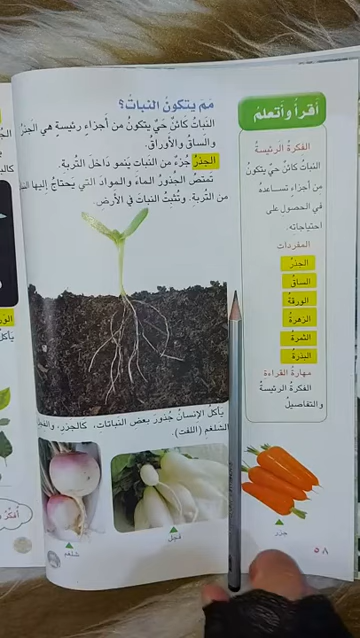 أقرأ وأتعلم
الفكرة الرئيسة
النبات كائن حي يتكون
من أجزاء تساعده
في الحصول على
احتياجاته.
المفردات
الجذر
الساق
الورقة
الزهرة
الثمرة
البذرة
مهارة القراءة
الفكرة الرئيسة
والتفاصيل
مم يتكون النبات؟
النبات كائن حي يتكون من أجزاء رئيسة هي الجذر
والساق والأوراق.
الجذر جزء من النبات ينمو داخل التربة.
تمتص الجذور الماء والمواد التي يحتاج إليها
من التربة. وتثبت النبات في الأرض.
يأكل الإنسان جذور بعض النباتات، كالجزر، والفجل
الشلغم (اللفت).
جزر
فجل
شلغم
٥٨